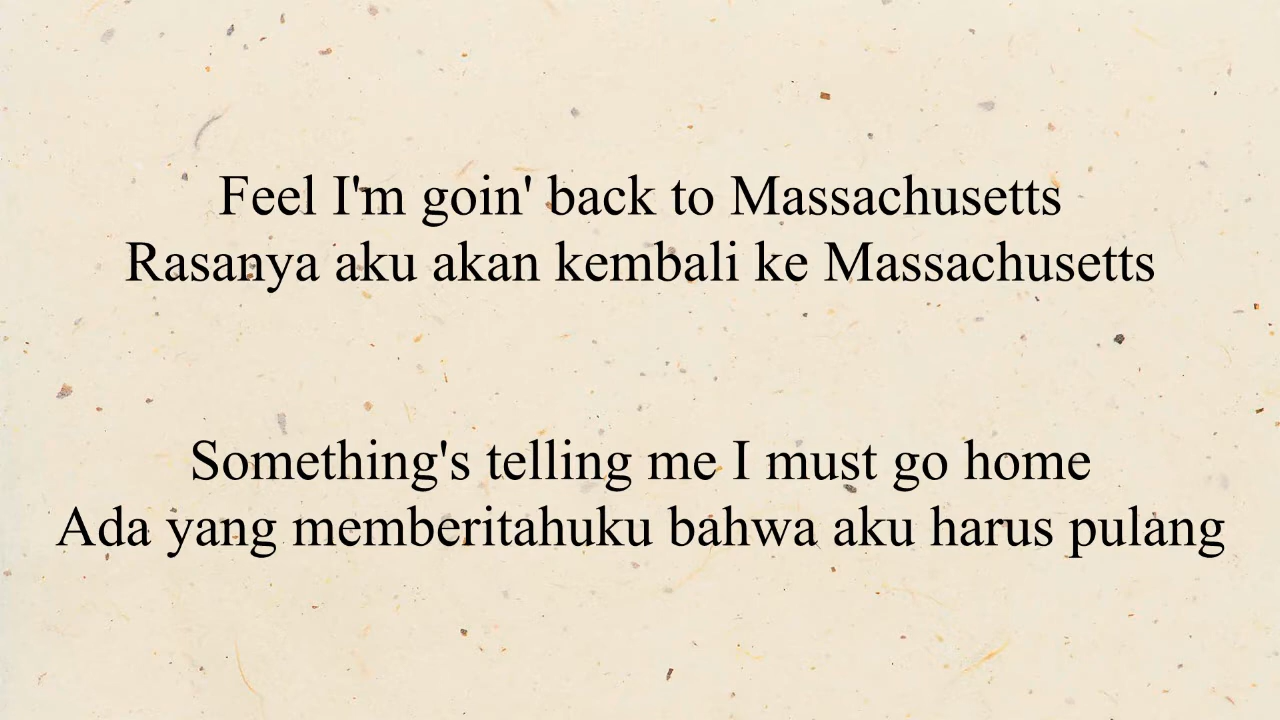 Feel I'm goin' back to Massachusetts
Rasanya aku akan kembali ke Massachusetts
Something's telling me I must go home
Ada yang memberitahuku bahwa aku harus pulang